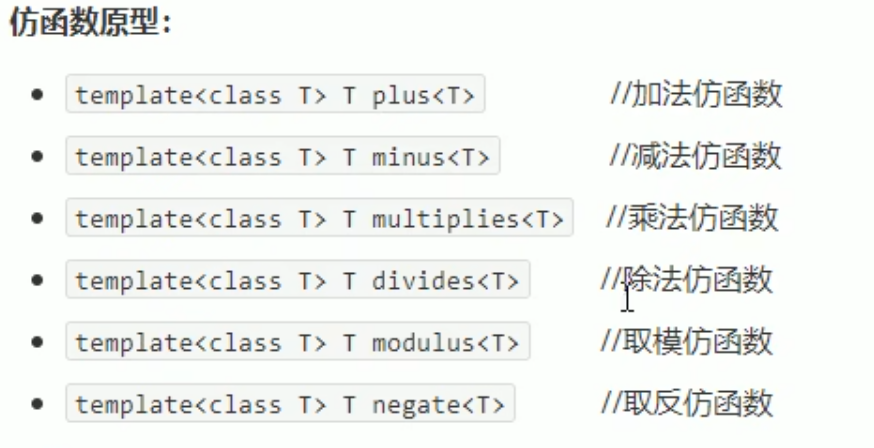 仿函数原型：
template<class T> T plus<T> //加法仿函数
template<class T> T minus<T> //减法仿函数
template<class T> T multiplies<T> //乘法仿函数
template<class T> T divides<T> //除法仿函数
template<class T> T modulus<T> //取模仿函数
template<class T> T negate<T> //取反仿函数